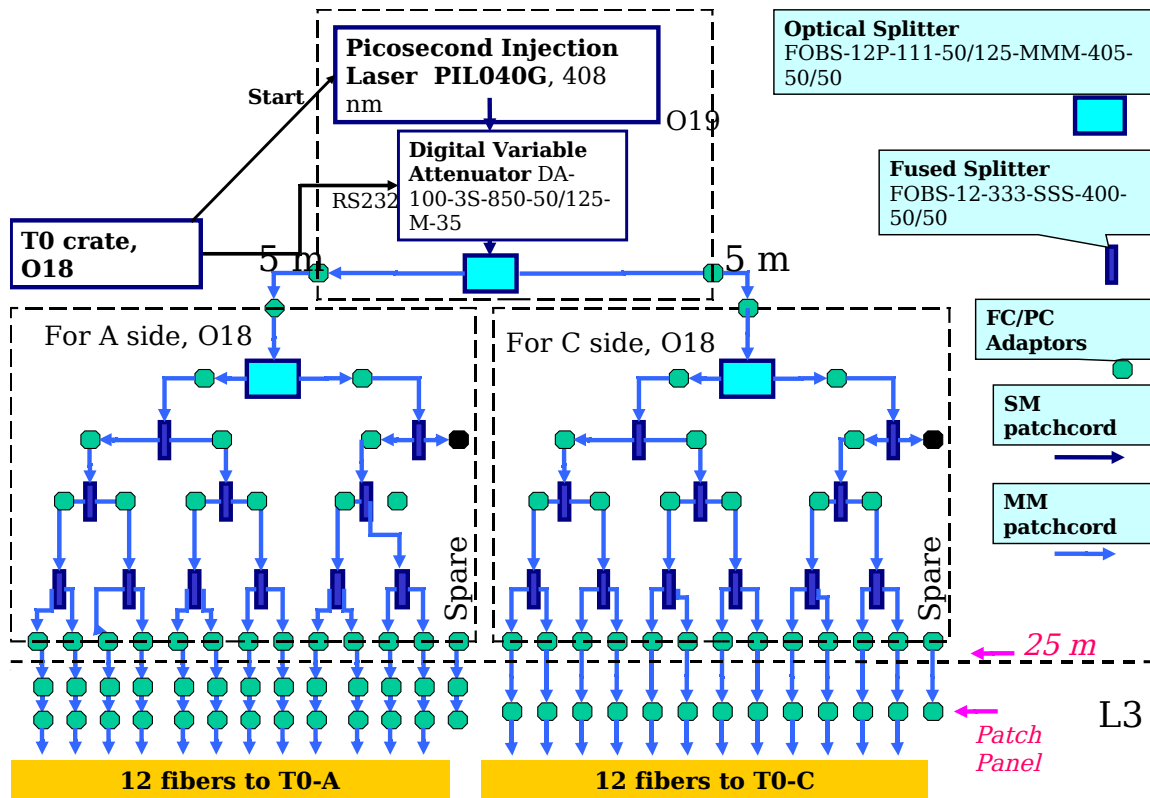 Picosecond Injection
Laser PIL040G, 408
nm
O19
Start
Digital Variable
Attenuator DA-
100-3S-850-50/125-
M-35
RS232
T0 crate,
O18
5 m
5 m
Optical Splitter
FOBS-12P-111-50/125-MMM-405-
50/50
Fused Splitter
FOBS-12-333-SSS-400-
50/50
FC/PC
Adaptors
SM
patchcord
MM
patchcord
For A side, O18
For C side, O18
Spare
Spare
25 m
L3
Patch
Panel
12 fibers to T0-A
12 fibers to T0-C